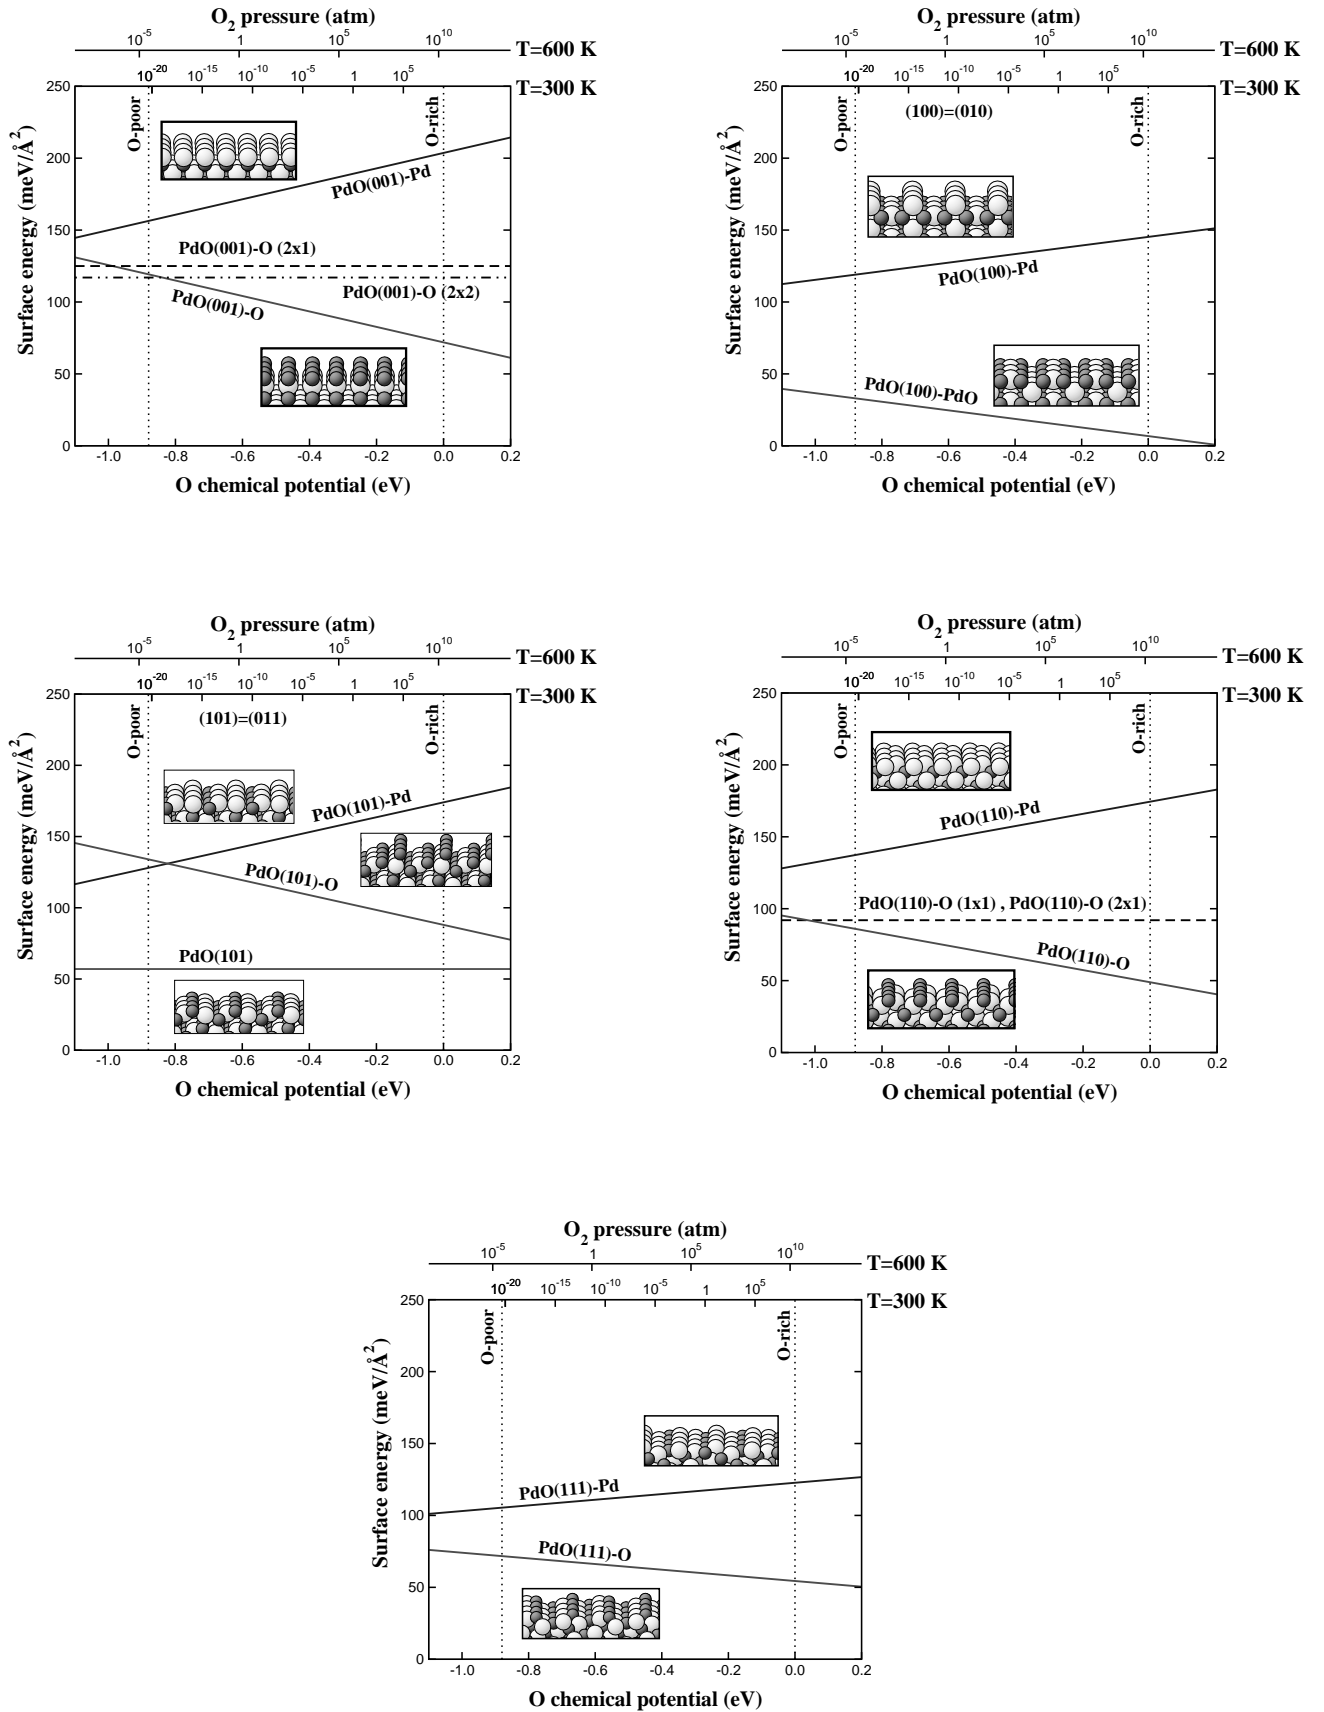 O2 pressure (atm)
10-5 1 105 1010
T=600 K
10-20 10-15 10-10 10-5 1 105
T=300 K
250
200
150
100
50
0
Surface energy (meV/Å2)
O-poor
O-rich
PdO(001)-Pd
PdO(001)-O (2x1)
PdO(001)-O (2x2)
PdO(001)-O
-1.0 -0.8 -0.6 -0.4 -0.2 0.0 0.2
O chemical potential (eV)
O2 pressure (atm)
10-5 1 105 1010
T=600 K
10-20 10-15 10-10 10-5 1 105
T=300 K
250
200
150
100
50
0
Surface energy (meV/Å2)
O-poor
(100)=(010)
O-rich
PdO(100)-Pd
PdO(100)-PdO
-1.0 -0.8 -0.6 -0.4 -0.2 0.0 0.2
O chemical potential (eV)
O2 pressure (atm)
10-5 1 105 1010
T=600 K
10-20 10-15 10-10 10-5 1 105
T=300 K
250
200
150
100
50
0
Surface energy (meV/Å2)
O-poor
(101)=(011)
O-rich
PdO(101)-Pd
PdO(101)-O
PdO(101)
-1.0 -0.8 -0.6 -0.4 -0.2 0.0 0.2
O chemical potential (eV)
O2 pressure (atm)
10-5 1 105 1010
T=600 K
10-20 10-15 10-10 10-5 1 105
T=300 K
250
200
150
100
50
0
Surface energy (meV/Å2)
O-poor
O-rich
PdO(110)-Pd
PdO(110)-O (1x1) , PdO(110)-O (2x1)
PdO(110)-O
-1.0 -0.8 -0.6 -0.4 -0.2 0.0 0.2
O chemical potential (eV)
O2 pressure (atm)
10-5 1 105 1010
T=600 K
10-20 10-15 10-10 10-5 1 105
T=300 K
250
200
150
100
50
0
Surface energy (meV/Å2)
O-poor
O-rich
PdO(111)-Pd
PdO(111)-O
-1.0 -0.8 -0.6 -0.4 -0.2 0.0 0.2
O chemical potential (eV)